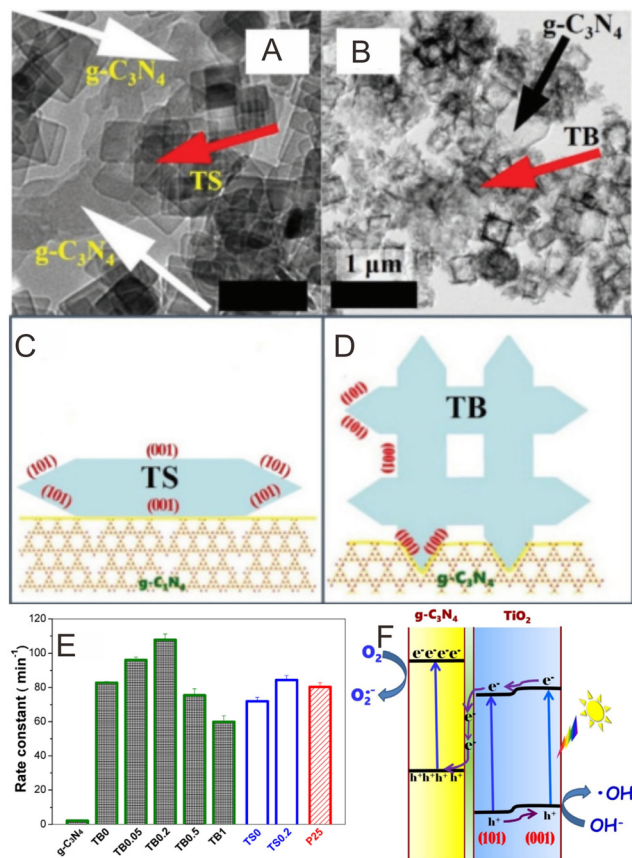 A
g-C₃N₄
TS
g-C₃N₄
B
g-C₃N₄
TB
1 μm
C
(101)
(001)
(101)
TS
(101)
(001)
(101)
g-C₃N₄
D
(101)
TB
(101)
(100)
(101)
(101)
g-C₃N₄
E
Rate constant ( min⁻¹)
120
100
80
60
40
20
0
g-C₃N₄
TB0
TB0.05
TB0.2
TB0.5
TB1
TS0
TS0.2
P25
F
g-C₃N₄
TiO₂
e⁻e⁻e⁻e⁻
O₂
O₂•⁻
e⁻
e⁻
e⁻
e⁻
h⁺h⁺h⁺h⁺
h⁺
h⁺
(101)
(001)
·OH
OH⁻